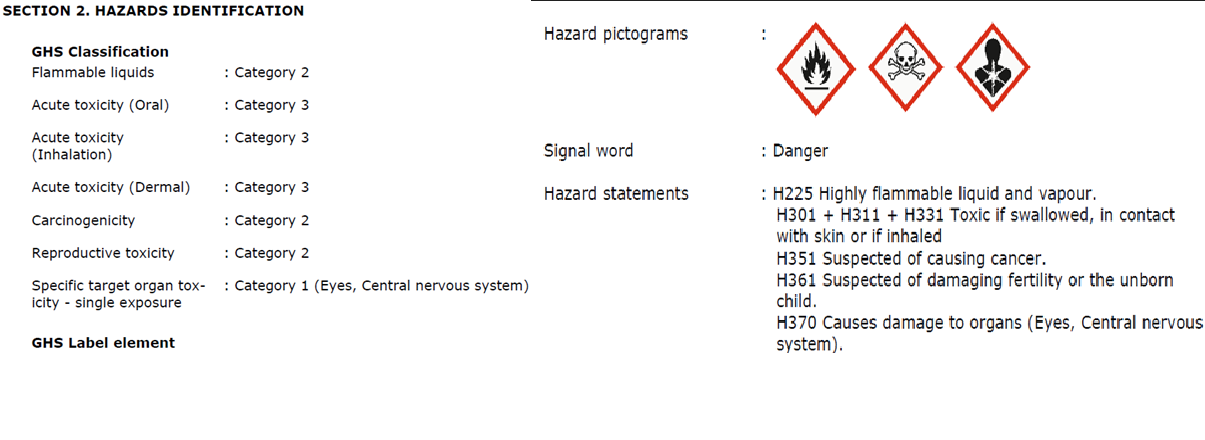 SECTION 2. HAZARDS IDENTIFICATION
GHS Classification
Flammable liquids : Category 2
Acute toxicity (Oral) : Category 3
Acute toxicity
(Inhalation) : Category 3
Acute toxicity (Dermal) : Category 3
Carcinogenicity : Category 2
Reproductive toxicity : Category 2
Specific target organ tox-
icity - single exposure : Category 1 (Eyes, Central nervous system)
GHS Label element
Hazard pictograms :
Signal word : Danger
Hazard statements : H225 Highly flammable liquid and vapour.
H301 + H311 + H331 Toxic if swallowed, in contact
with skin or if inhaled
H351 Suspected of causing cancer.
H361 Suspected of damaging fertility or the unborn
child.
H370 Causes damage to organs (Eyes, Central nervous
system).